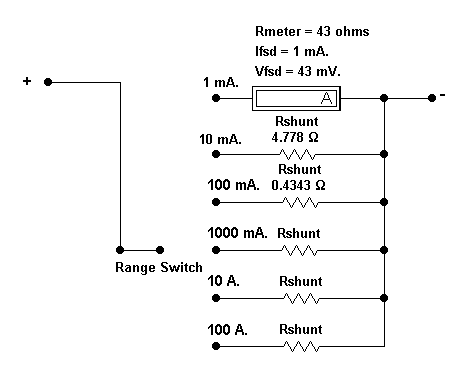 Rmeter = 43 ohms
Ifsd = 1 mA.
Vfsd = 43 mV.
+
1 mA.
A
-
Rshunt
10 mA.
4.778 Ω
Rshunt
100 mA.
0.4343 Ω
1000 mA.
Rshunt
Range Switch
10 A.
Rshunt
100 A.
Rshunt